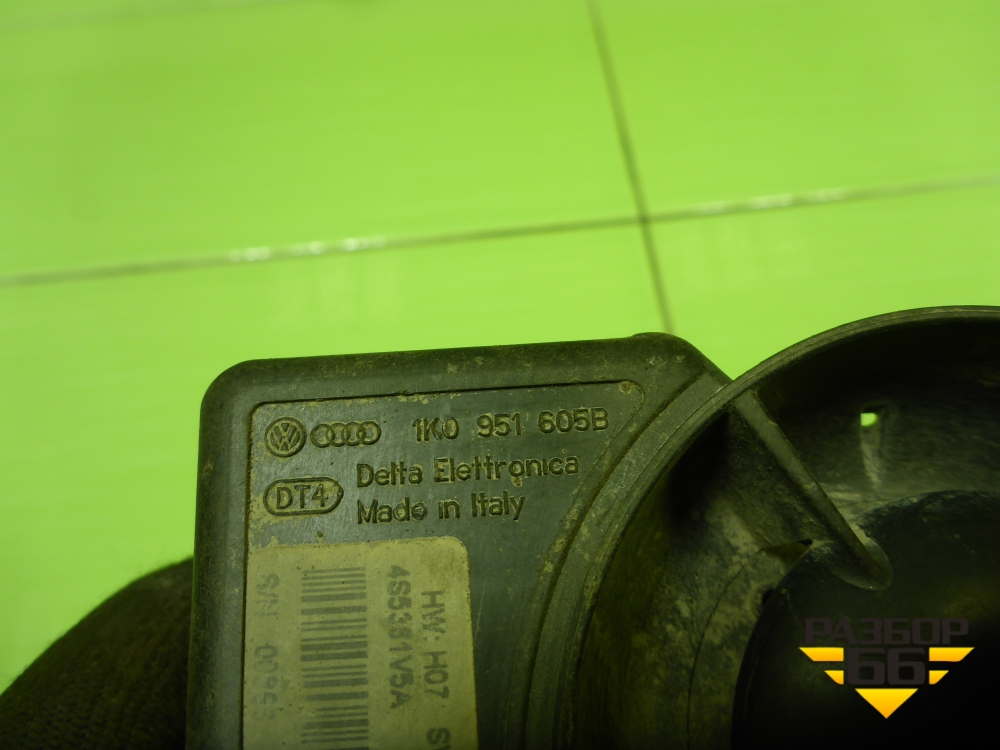 1K0 951 605B
Delta Elettronica
DT4
Made in Italy
HW: H07
4S5361V5A
РАЗБОР
66